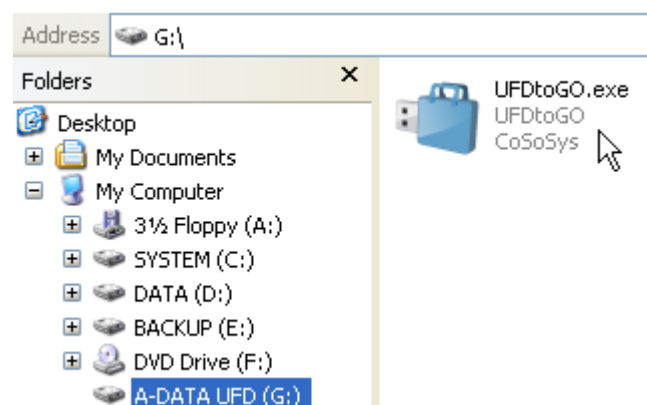 Address G:\
Folders
Desktop
My Documents
My Computer
3½ Floppy (A:)
SYSTEM (C:)
DATA (D:)
BACKUP (E:)
DVD Drive (F:)
A-DATA UFD (G:)
UFDtoGO.exe
UFDtoGO
CoSoSys